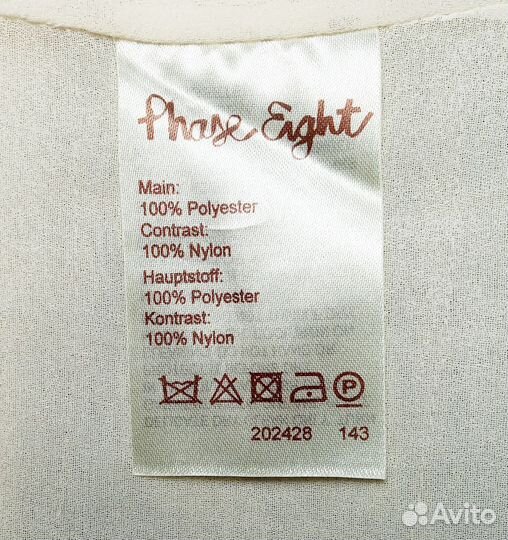 Phase Eight
Main:
100% Polyester
Contrast:
100% Nylon
Hauptstoff:
100% Polyester
Kontrast:
100% Nylon
P
202428 143
Avito